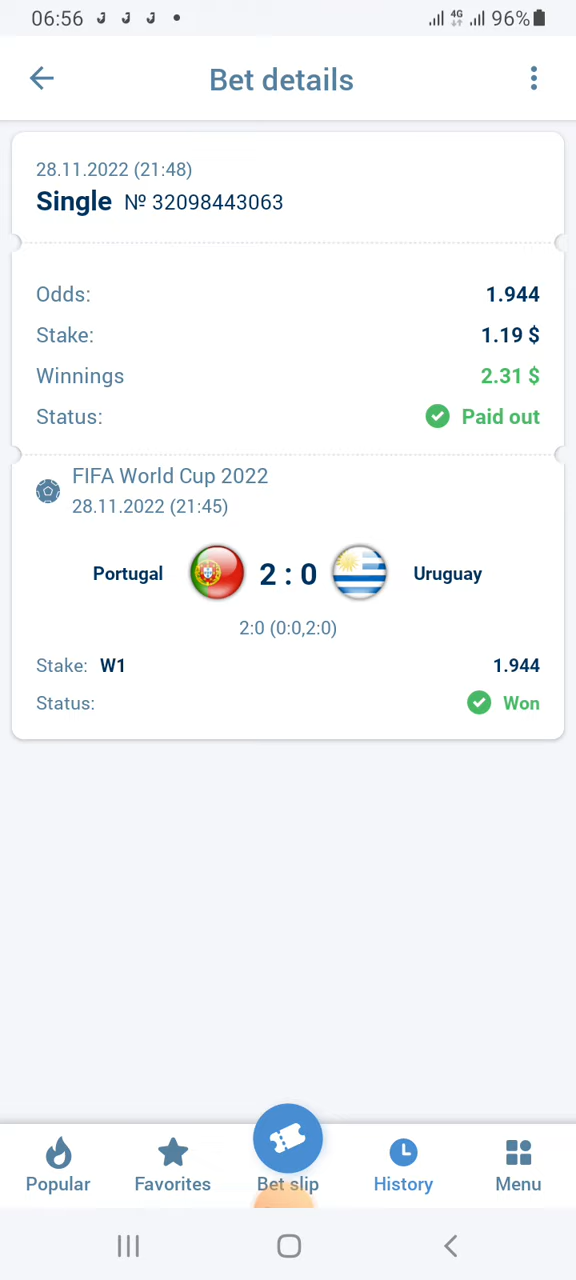 06:56 4G 96%
Bet details
28.11.2022 (21:48)
Single № 32098443063
Odds: 1.944
Stake: 1.19 $
Winnings 2.31 $
Status: Paid out
FIFA World Cup 2022
28.11.2022 (21:45)
Portugal 2 : 0 Uruguay
2:0 (0:0,2:0)
Stake: W1 1.944
Status: Won
Popular Favorites Bet slip History Menu